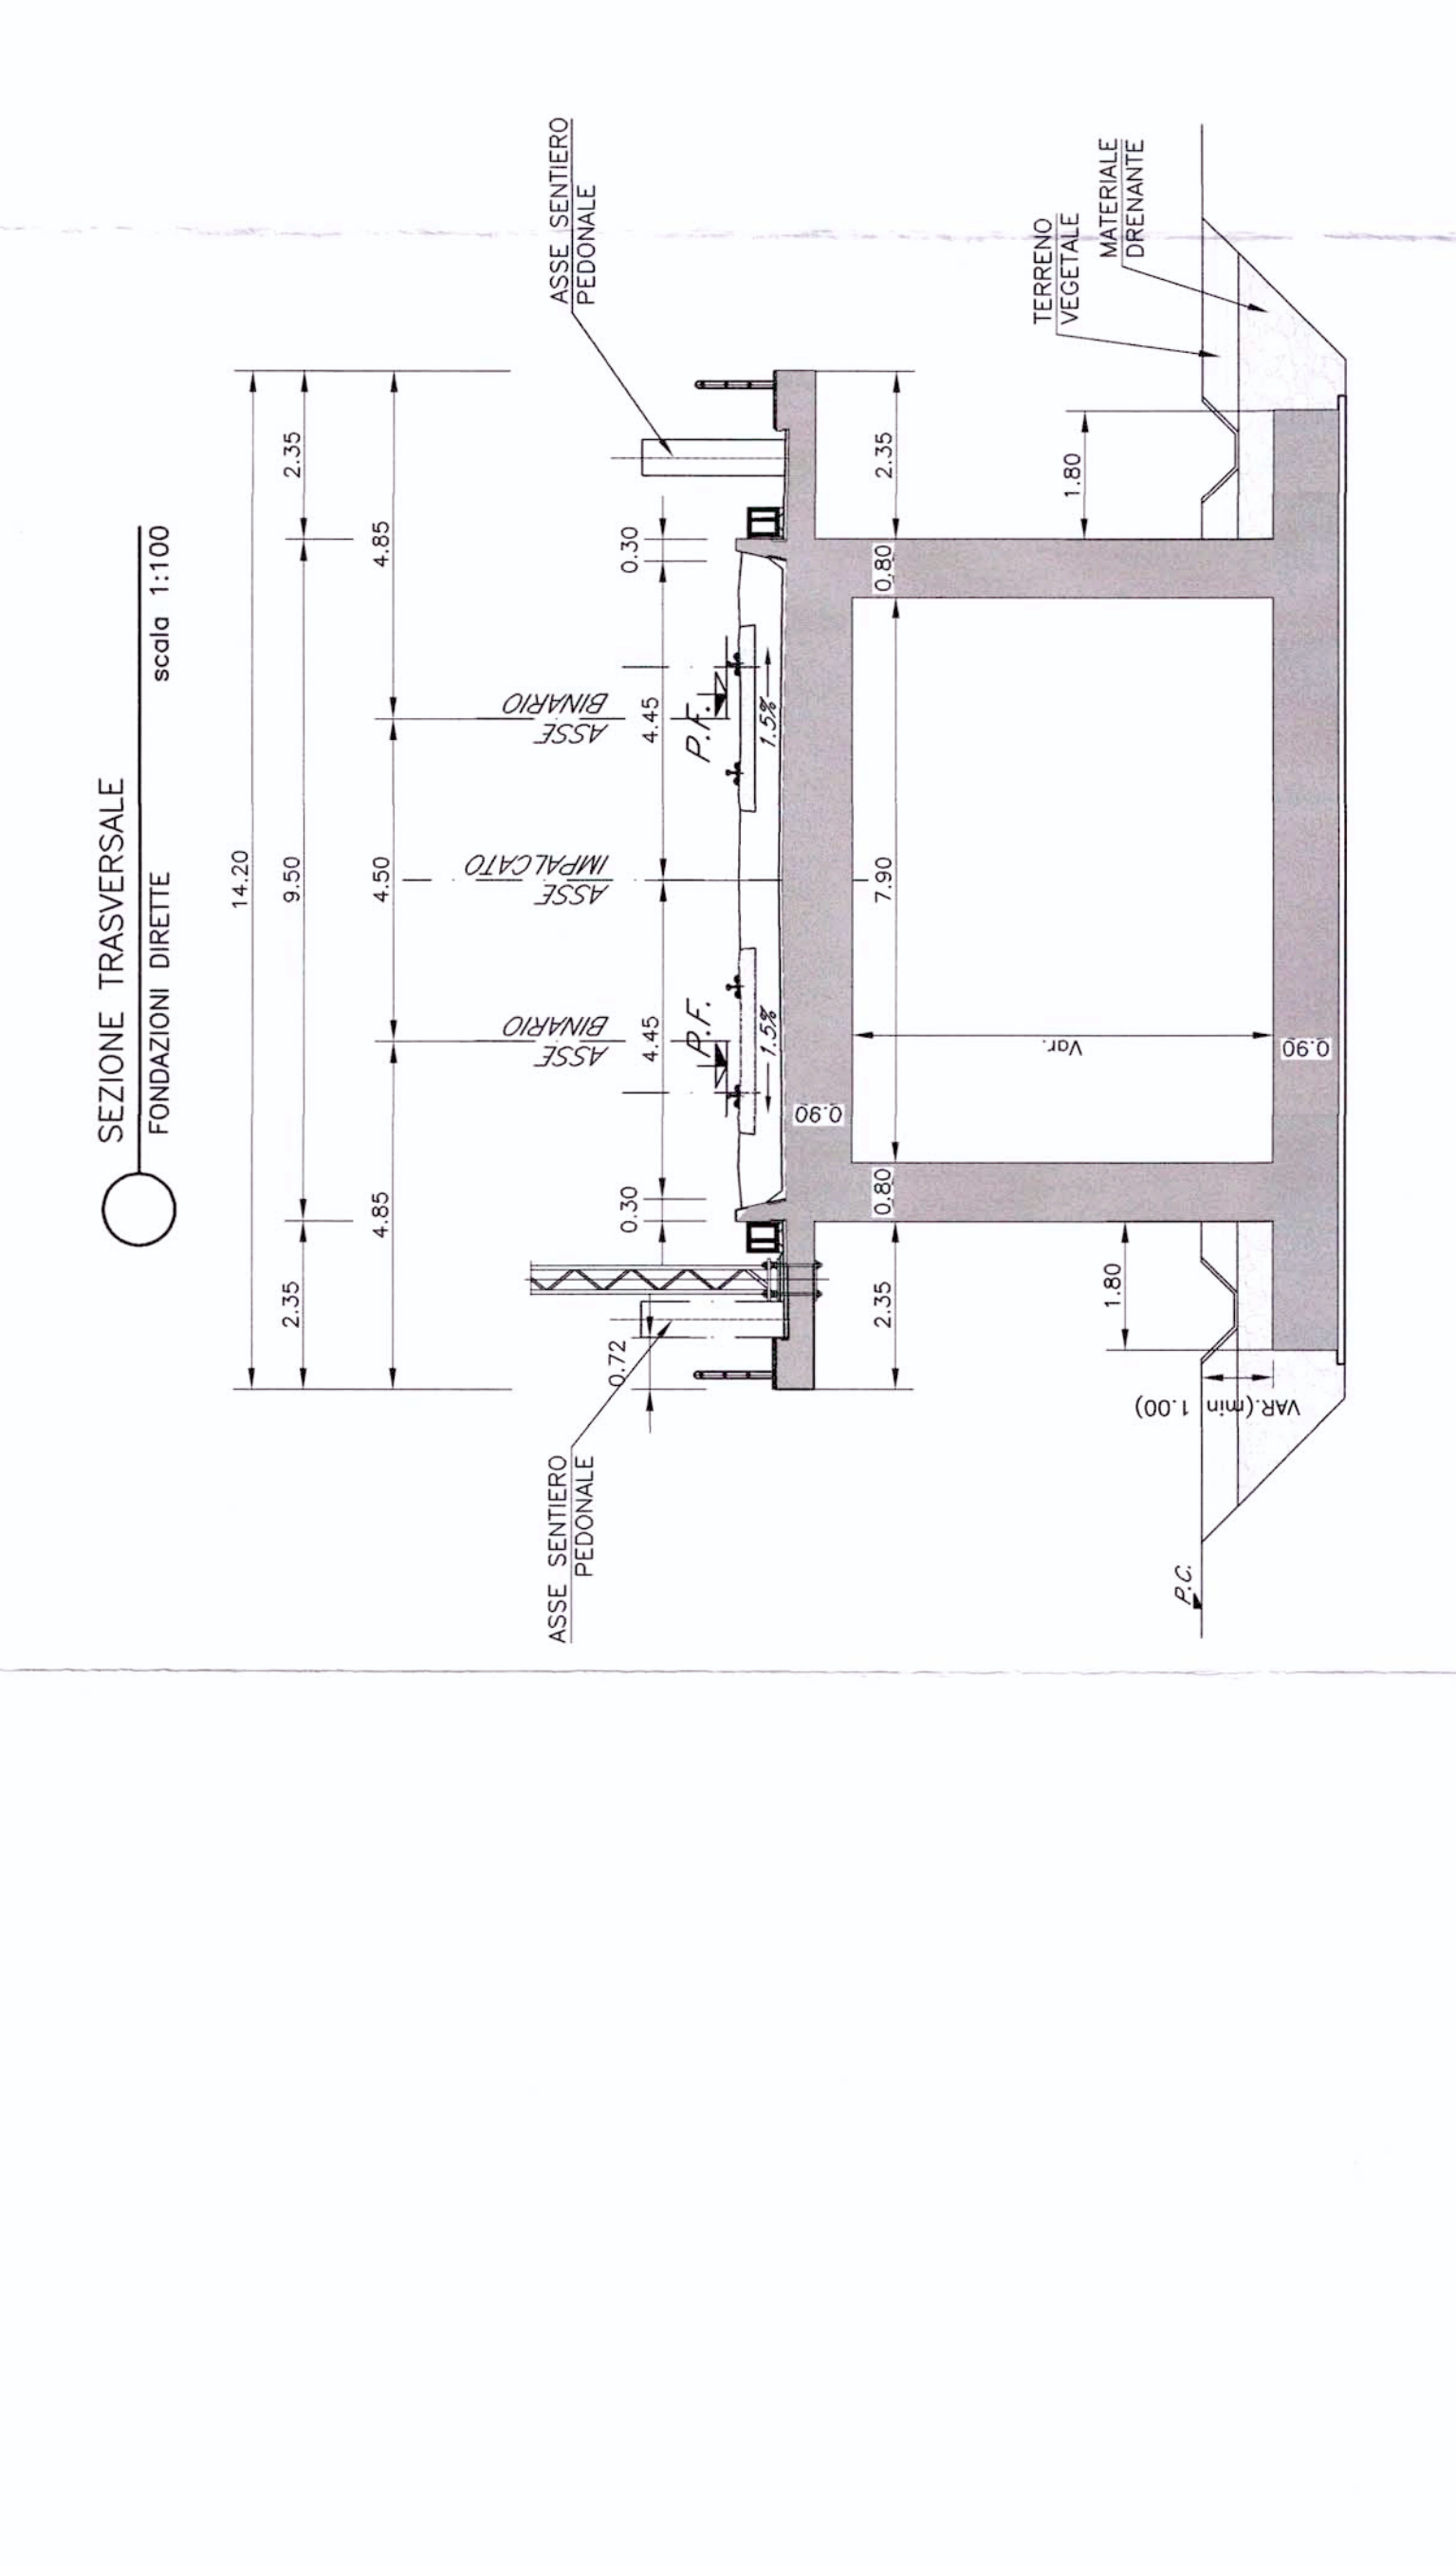 SEZIONE TRASVERSALE
FONDAZIONI DIRETTE
scala 1:100
14.20
2.35
9.50
2.35
4.85
4.50
4.85
ASSE
BINARIO
ASSE
IMPALCATO
ASSE
BINARIO
ASSE SENTIERO
PEDONALE
ASSE SENTIERO
PEDONALE
0.72
0.30
4.45
4.45
0.30
P.F.
P.F.
1.5%
1.5%
0.90
2.35
0.80
7.90
0.80
2.35
Var.
1.80
1.80
TERRENO
VEGETALE
MATERIALE
DRENANTE
P.C.
VAR.(min 1.00)
0.90